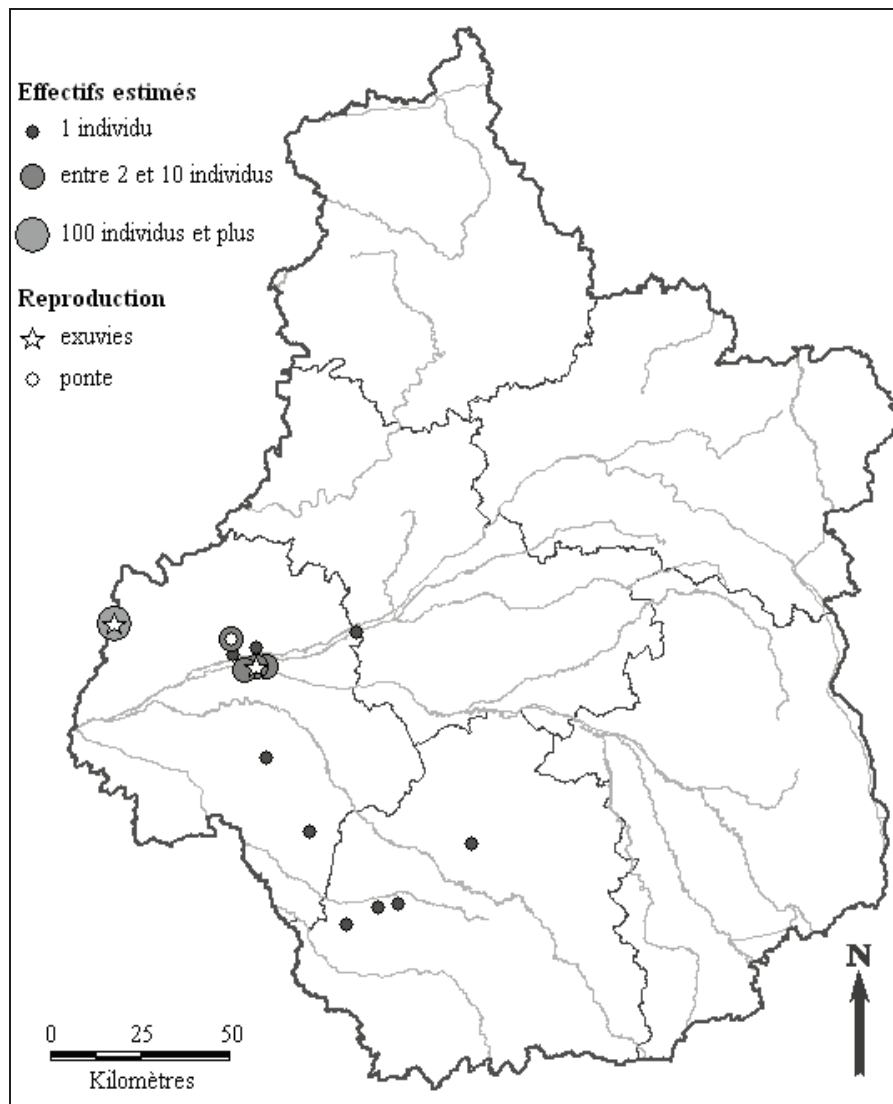 Effectifs estimés
1 individu
entre 2 et 10 individus
100 individus et plus
Reproduction
exuvies
ponte
N
0 25 50
Kilomètres